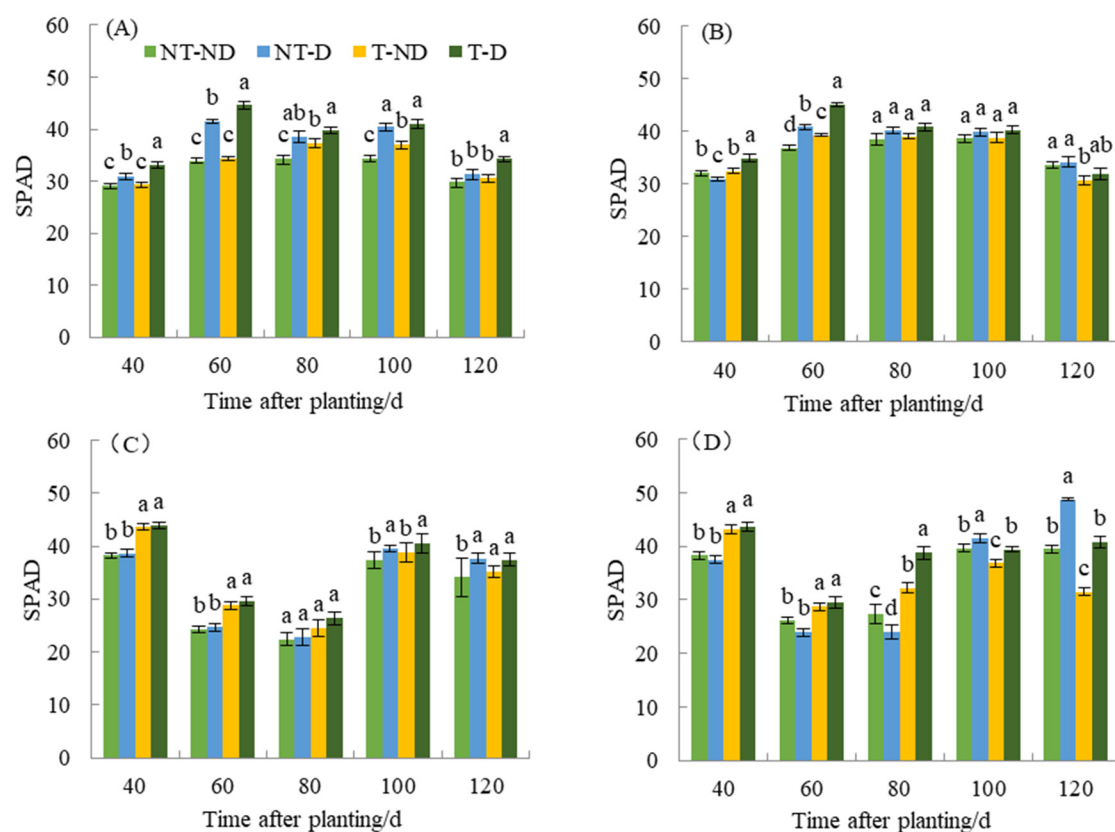 (A)
NT-ND NT-D T-ND T-D
60
50
40
30
20
10
0
SPAD
c b c a
c b c a
c ab b a
c a b a
b b b a
40 60 80 100 120
Time after planting/d
(B)
60
50
40
30
20
10
0
SPAD
b c b a
d b c a
a a a a
a a a a
a a b ab
40 60 80 100 120
Time after planting/d
(C)
60
50
40
30
20
10
0
SPAD
b b a a
b b a a
a a a a
b a b a
b a a a
40 60 80 100 120
Time after planting/d
(D)
60
50
40
30
20
10
0
SPAD
b b a a
b b a a
c d b a
b a c b
b a c b
40 60 80 100 120
Time after planting/d